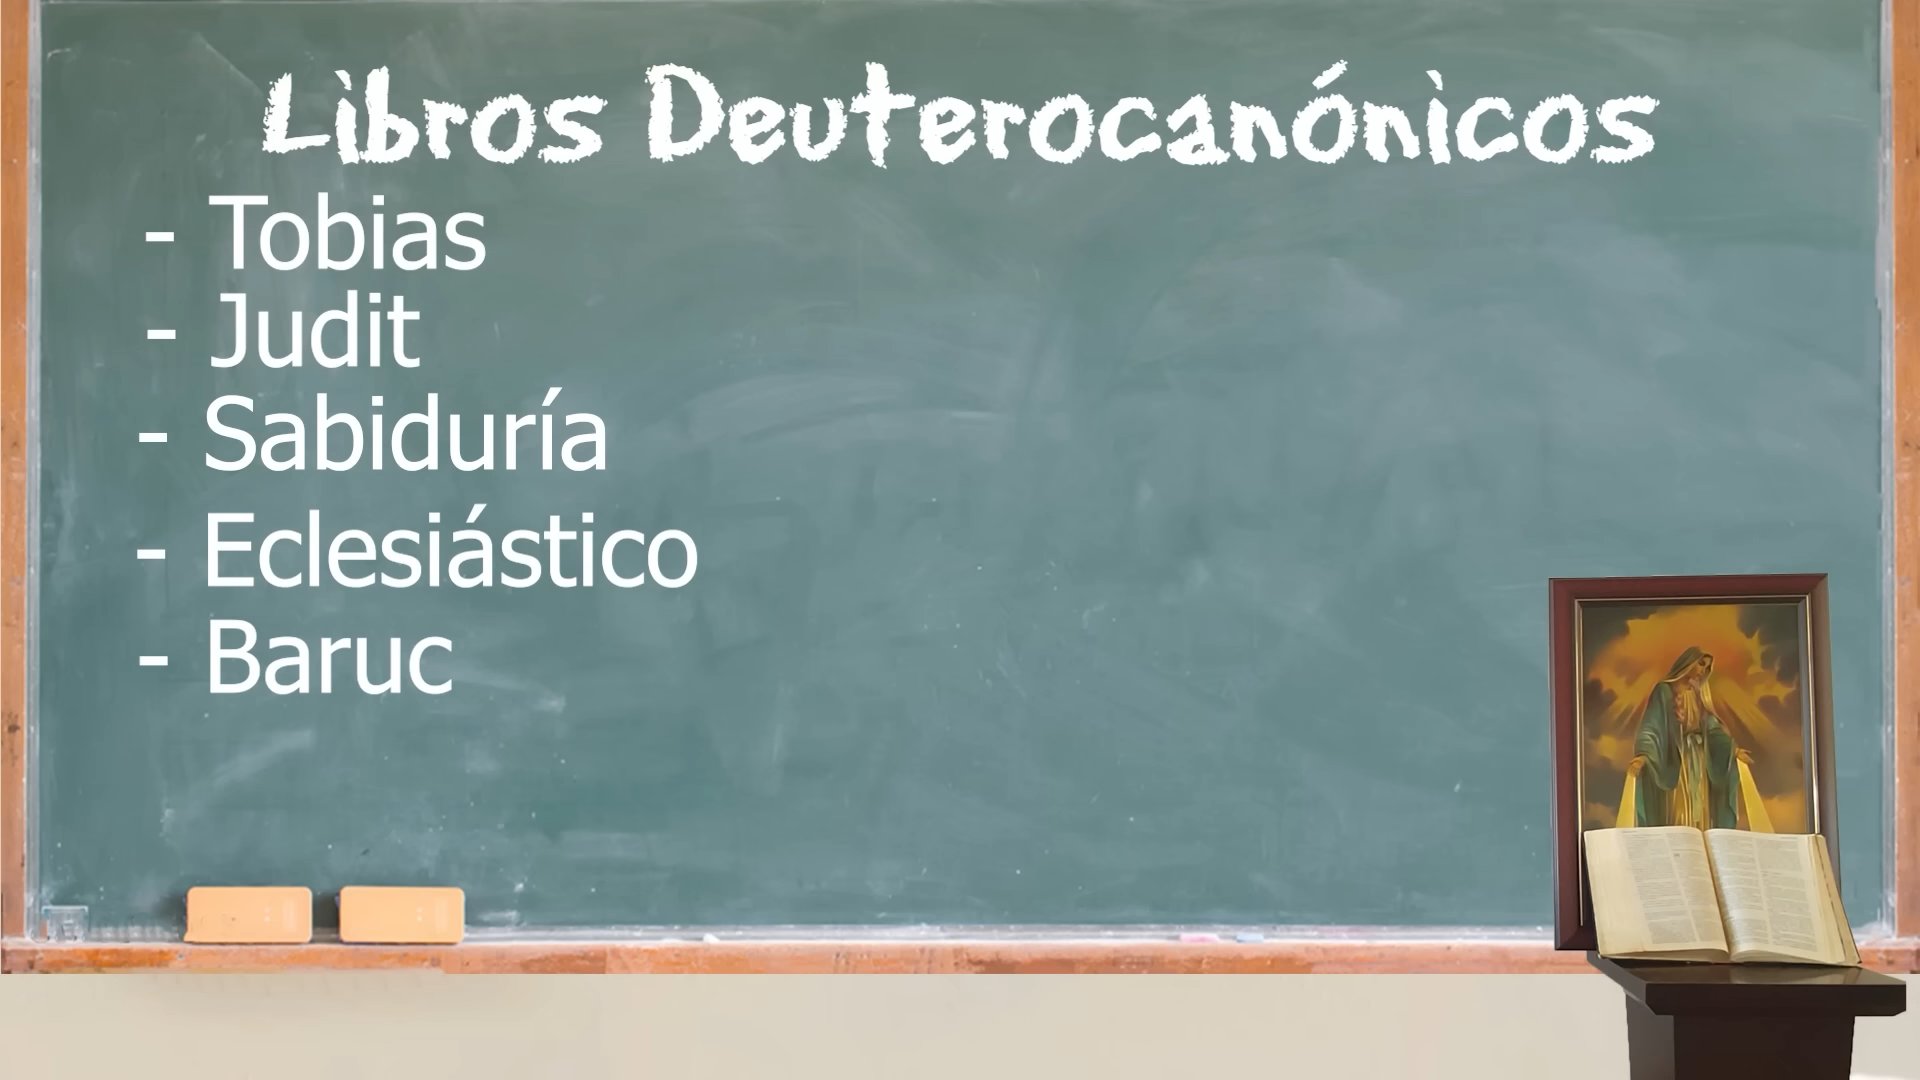 Libros Deuterocanónicos
- Tobias
- Judit
- Sabiduría
- Eclesiástico
- Baruc